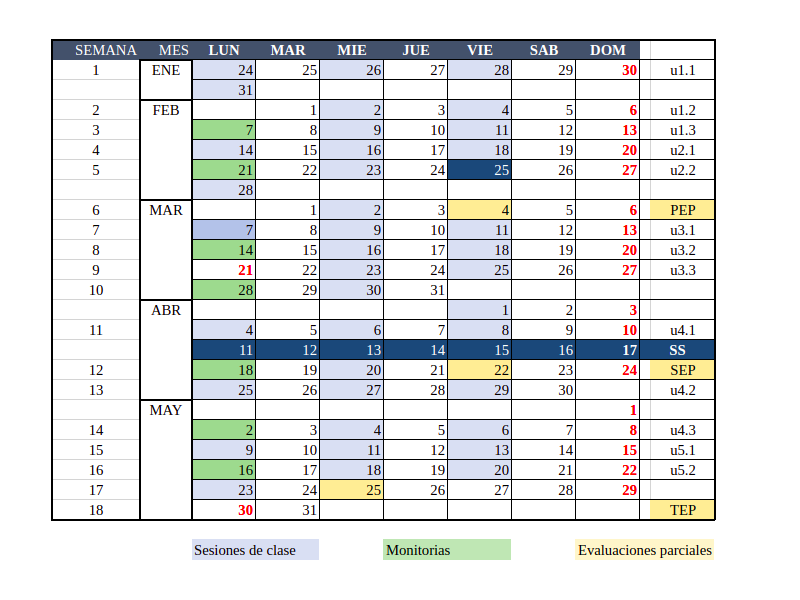 SEMANA MES LUN MAR MIE JUE VIE SAB DOM
1 ENE 24 25 26 27 28 29 30 u1.1
31
2 FEB 1 2 3 4 5 6 u1.2
3 7 8 9 10 11 12 13 u1.3
4 14 15 16 17 18 19 20 u2.1
5 21 22 23 24 25 26 27 u2.2
28
6 MAR 1 2 3 4 5 6 PEP
7 7 8 9 10 11 12 13 u3.1
8 14 15 16 17 18 19 20 u3.2
9 21 22 23 24 25 26 27 u3.3
10 28 29 30 31
ABR 1 2 3
11 4 5 6 7 8 9 10 u4.1
11 12 13 14 15 16 17 SS
12 18 19 20 21 22 23 24 SEP
13 25 26 27 28 29 30 u4.2
MAY 1
14 2 3 4 5 6 7 8 u4.3
15 9 10 11 12 13 14 15 u5.1
16 16 17 18 19 20 21 22 u5.2
17 23 24 25 26 27 28 29
18 30 31 TEP
Sesiones de clase Monitorias Evaluaciones parciales